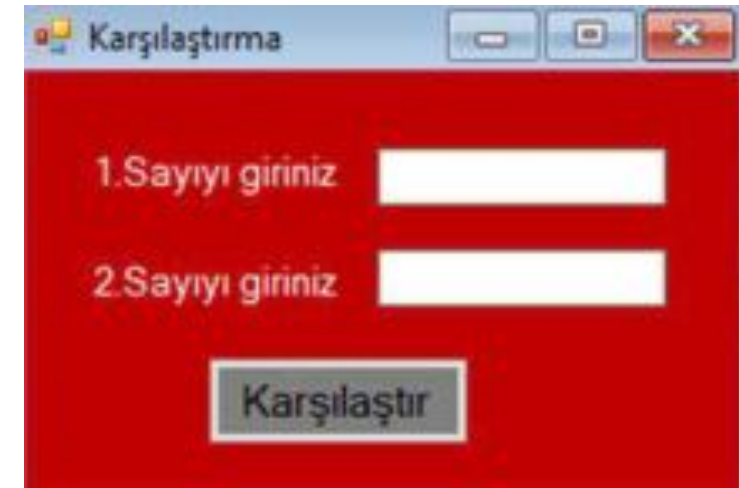 Karşılaştırma
1.Sayıyı giriniz
2.Sayıyı giriniz
Karşılaştır